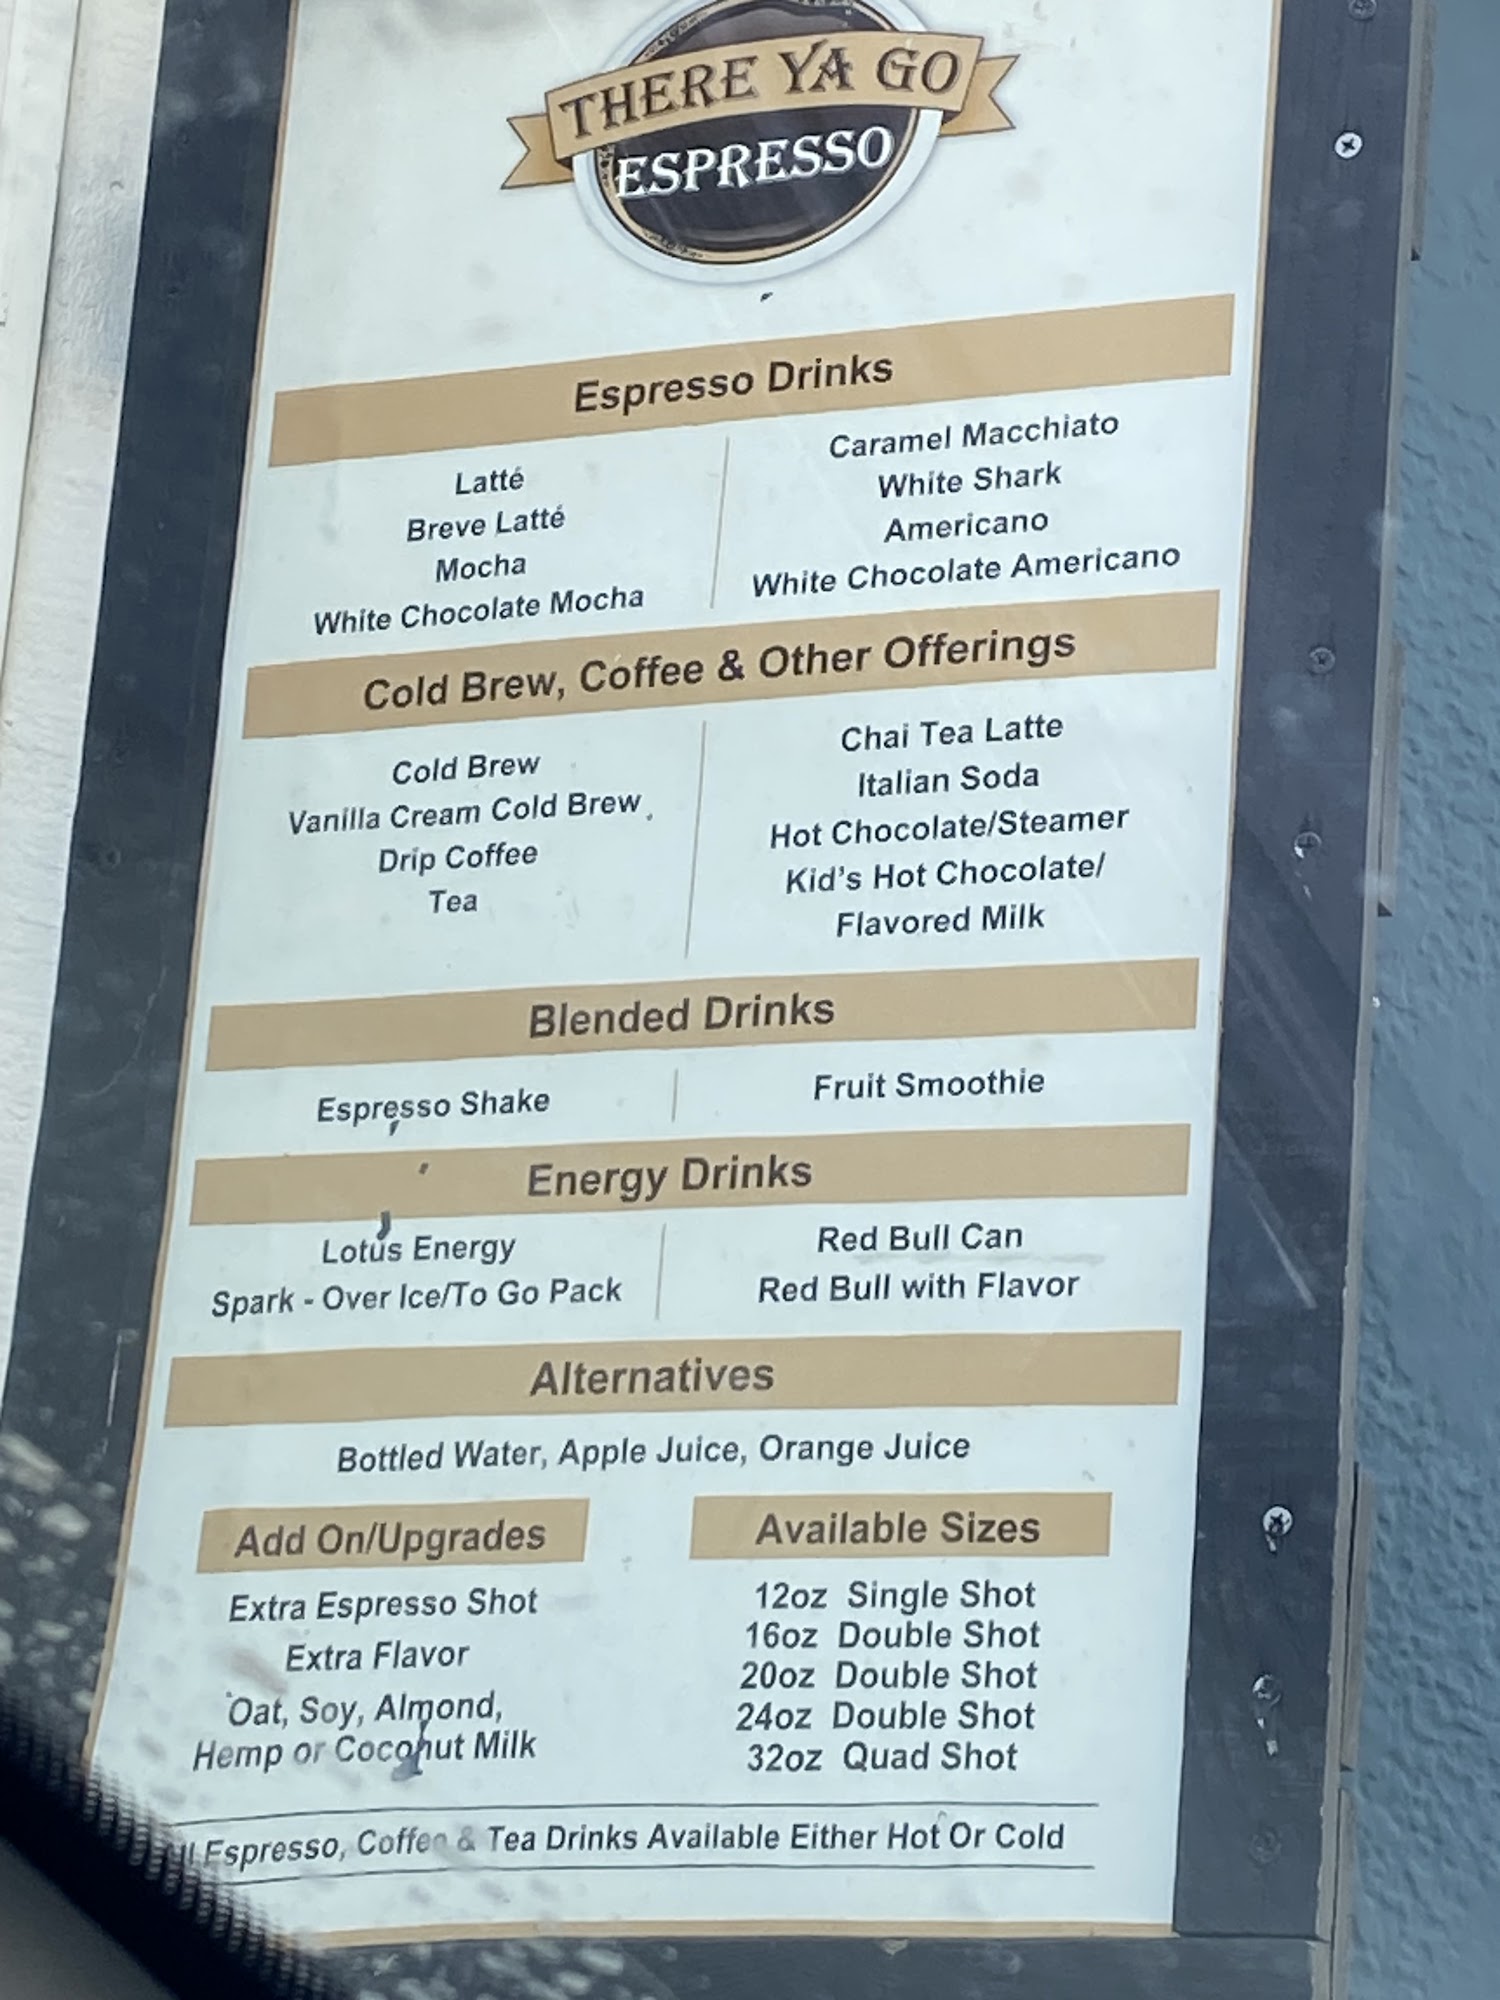 THERE YA GO
ESPRESSO
Espresso Drinks
Latté
Breve Latté
Mocha
White Chocolate Mocha
Caramel Macchiato
White Shark
Americano
White Chocolate Americano
Cold Brew, Coffee & Other Offerings
Cold Brew
Vanilla Cream Cold Brew
Drip Coffee
Tea
Chai Tea Latte
Italian Soda
Hot Chocolate/Steamer
Kid's Hot Chocolate/
Flavored Milk
Blended Drinks
Espresso Shake
Fruit Smoothie
Energy Drinks
Lotus Energy
Spark - Over Ice/To Go Pack
Red Bull Can
Red Bull with Flavor
Alternatives
Bottled Water, Apple Juice, Orange Juice
Add On/Upgrades
Extra Espresso Shot
Extra Flavor
Oat, Soy, Almond,
Hemp or Coconut Milk
Available Sizes
12oz Single Shot
16oz Double Shot
20oz Double Shot
24oz Double Shot
32oz Quad Shot
Espresso, Coffee & Tea Drinks Available Either Hot Or Cold